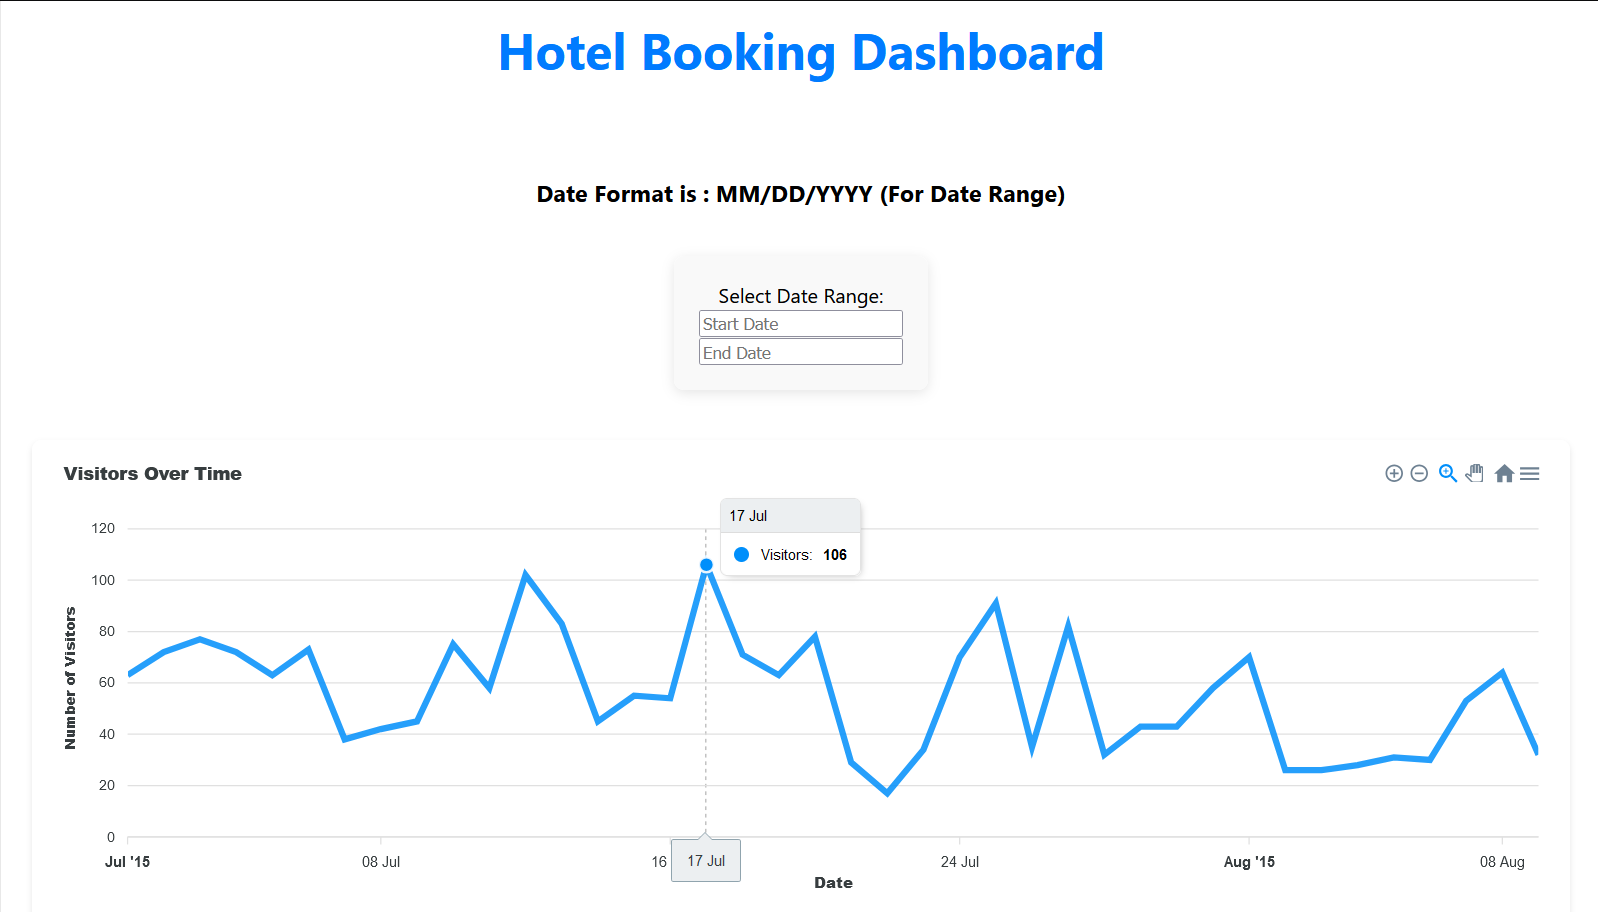 Hotel Booking Dashboard
Date Format is : MM/DD/YYYY (For Date Range)
Select Date Range:
Start Date
End Date
Visitors Over Time
17 Jul
Visitors: 106
120
100
80
60
40
20
0
Number of Visitors
Jul '15
08 Jul
16
17 Jul
24 Jul
Aug '15
08 Aug
Date